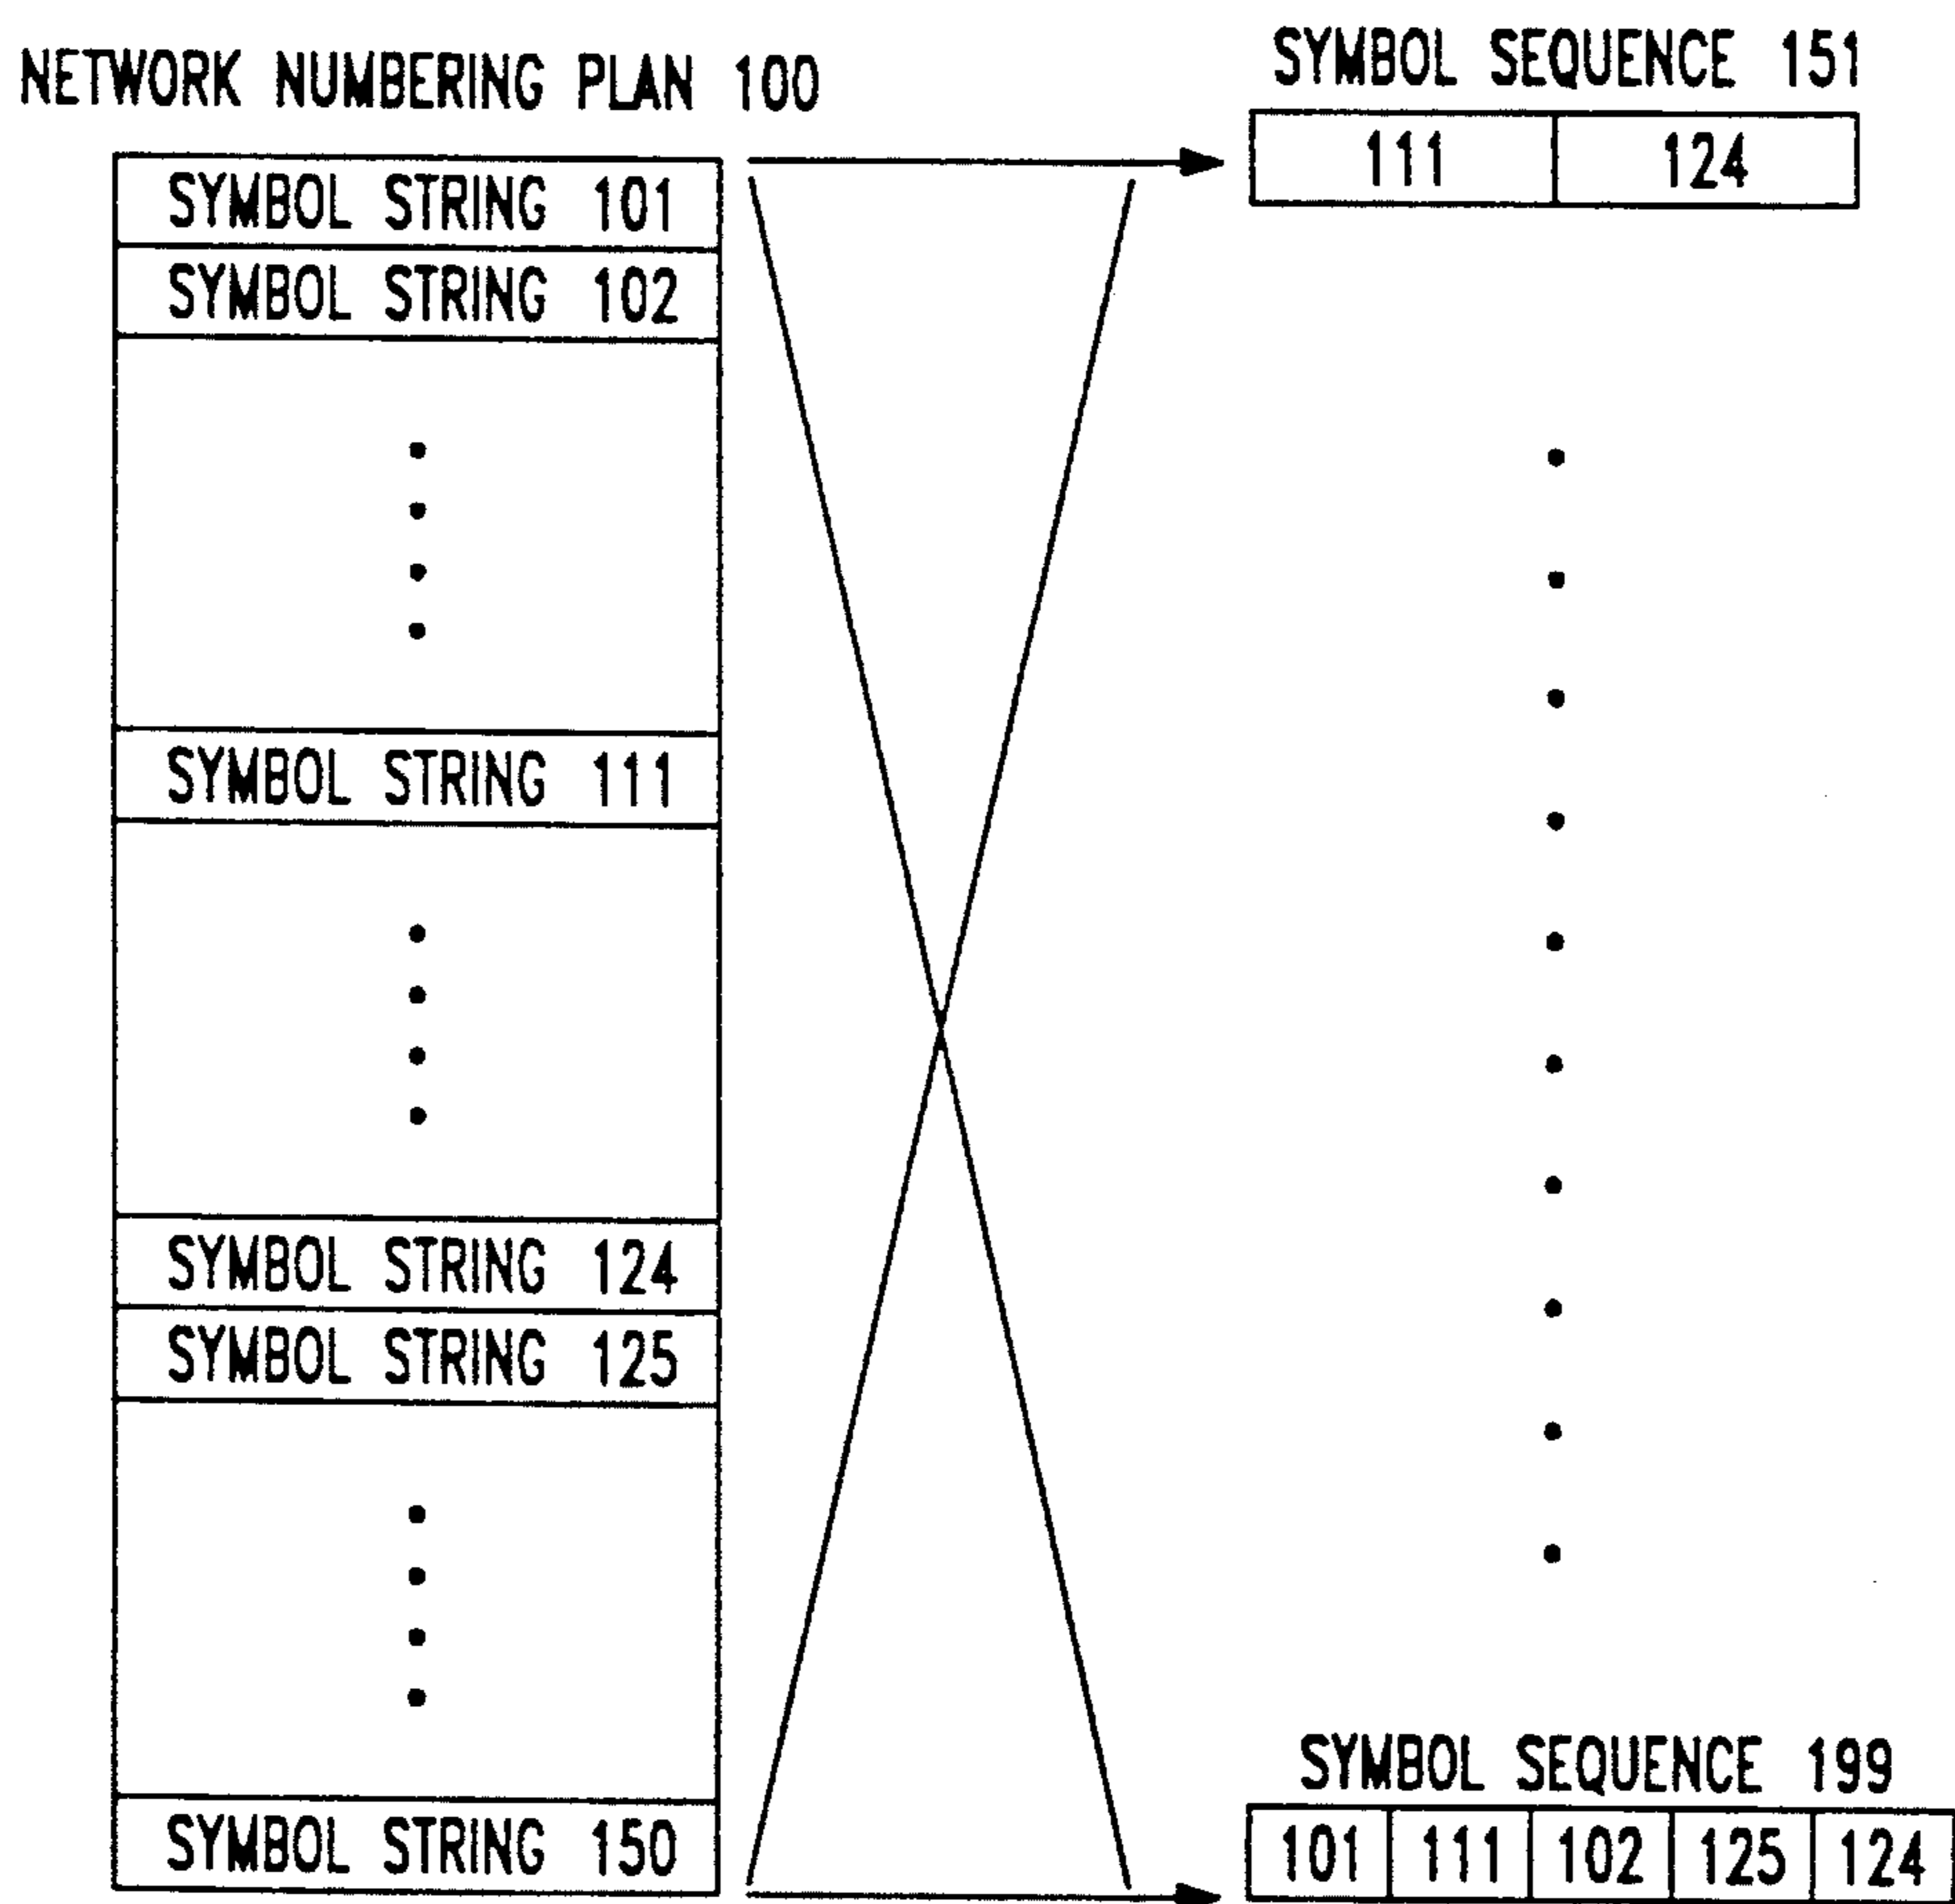 NETWORK NUMBERING PLAN 100
SYMBOL STRING 101
SYMBOL STRING 102
SYMBOL STRING 111
SYMBOL STRING 124
SYMBOL STRING 125
SYMBOL STRING 150
SYMBOL SEQUENCE 151
111 124
SYMBOL SEQUENCE 199
101 111 102 125 124